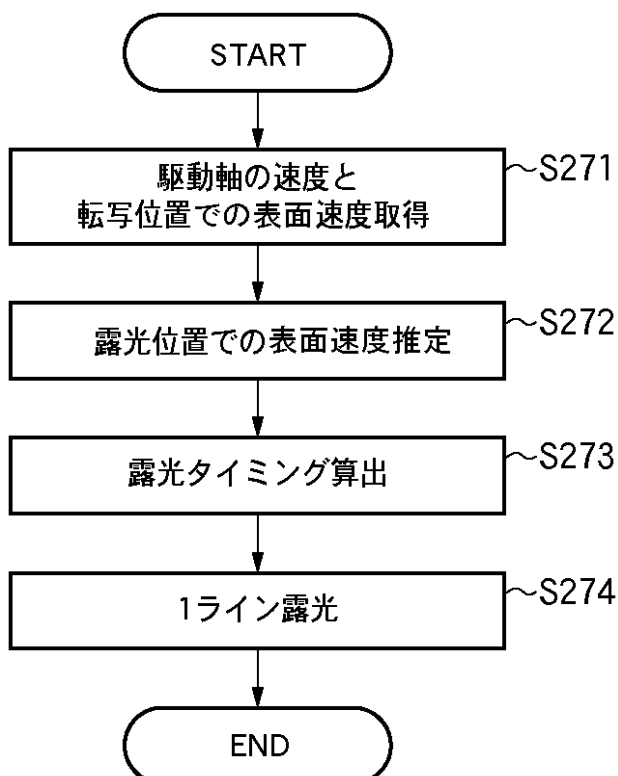 START
駆動軸の速度と
転写位置での表面速度取得
~S271
露光位置での表面速度推定
~S272
露光タイミング算出
~S273
1ライン露光
~S274
END